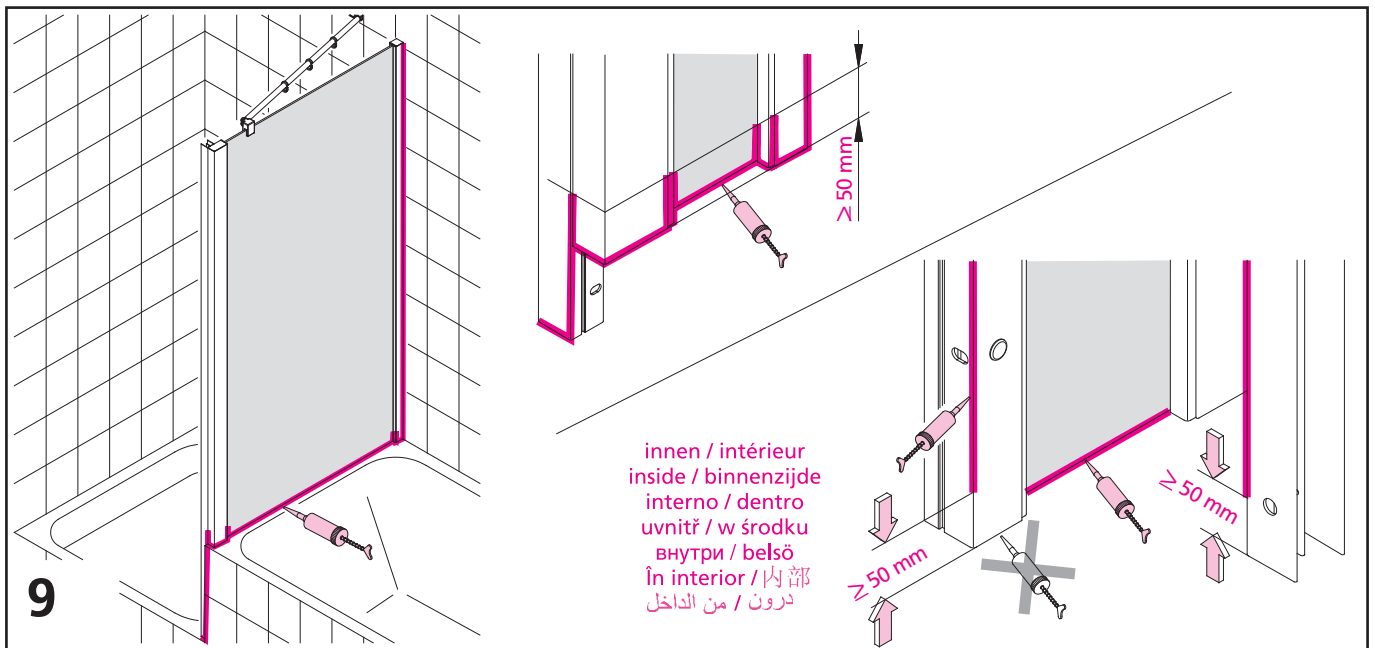 ≥ 50 mm
innen / intérieur
inside / binnenzijde
interno / dentro
uvnitř / w środku
внутри / belsö
În interior / 内部
درون / من الداخل
≥ 50 mm
≥ 50 mm
9